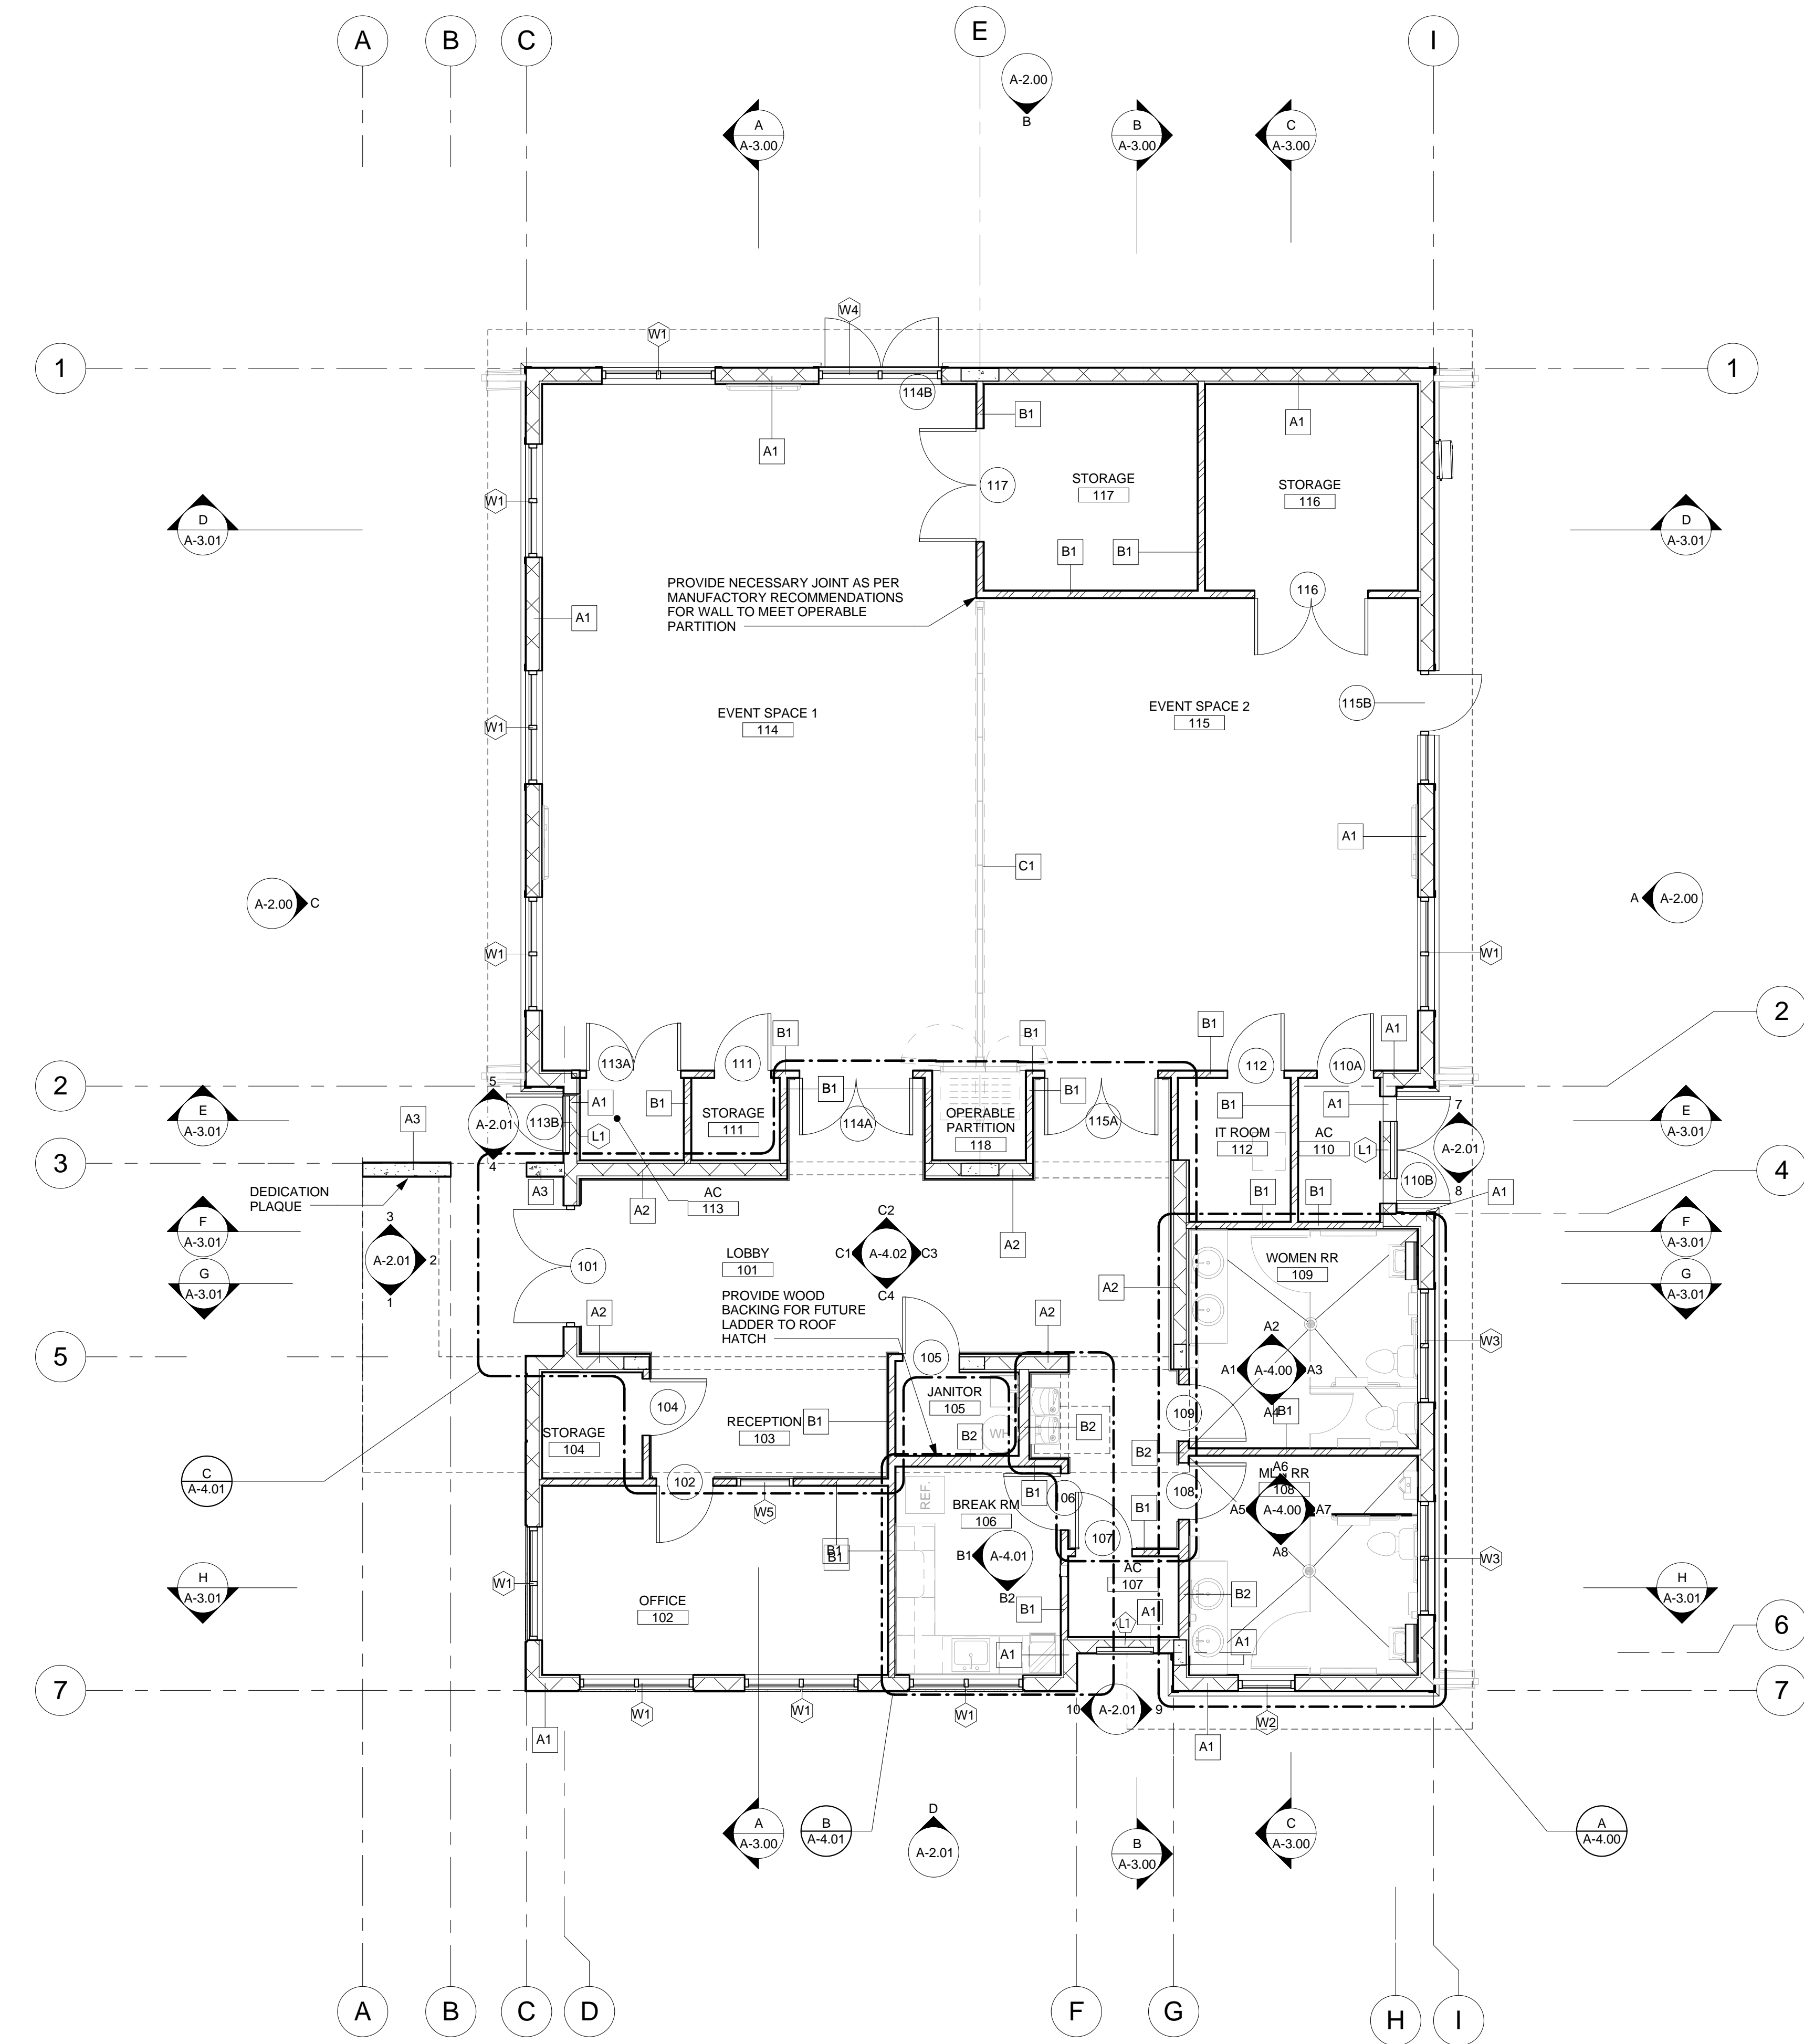 A
B
C
E
I
A-2.00
B
A
A-3.00
B
A-3.00
C
A-3.00
W4
W1
1
1
114B
B1
A1
A1
STORAGE
117
117
STORAGE
116
W1
D
A-3.01
D
A-3.01
B1
B1
PROVIDE NECESSARY JOINT AS PER
MANUFACTORY RECOMMENDATIONS
FOR WALL TO MEET OPERABLE
PARTITION
116
A1
EVENT SPACE 1
114
EVENT SPACE 2
115
115B
W1
A1
C1
A-2.00
C
A
A-2.00
W1
W1
2
B1
B1
B1
A1
113A
111
112
110A
2
5
E
A-3.01
A-2.01
4
113B
A1
L1
B1
STORAGE
111
B1
114A
OPERABLE
PARTITION
118
B1
115A
B1
IT ROOM
112
A1
AC
110
L1
7
A-2.01
8
E
A-3.01
A3
3
4
DEDICATION
PLAQUE
A3
A2
AC
113
B1
B1
110B
A1
F
A-3.01
3
A-2.01
2
1
G
A-3.01
101
LOBBY
101
C2
C1
A-4.02
C3
C4
A2
A2
WOMEN RR
109
F
A-3.01
G
A-3.01
PROVIDE WOOD
BACKING FOR FUTURE
LADDER TO ROOF
HATCH
A2
A2
5
105
A2
A1
A-4.00
A3
A4
W3
JANITOR
105
104
RECEPTION
103
B1
109
B1
STORAGE
104
WH
B2
B2
B2
C
A-4.01
102
W5
REF.
B1
106
BREAK RM
106
108
B1
A6
108
A5
A-4.00
A7
A8
107
B1
B1
B1
A-4.01
B2
AC
107
W3
W1
H
A-3.01
OFFICE
102
B1
B2
H
A-3.01
L1
A1
A1
A1
6
7
7
W1
W1
W1
10
A-2.01
9
W2
A1
A1
A
A-3.00
B
A-4.01
D
A-2.01
B
A-3.00
C
A-3.00
A
A-4.00
A
B
C
D
F
G
H
I